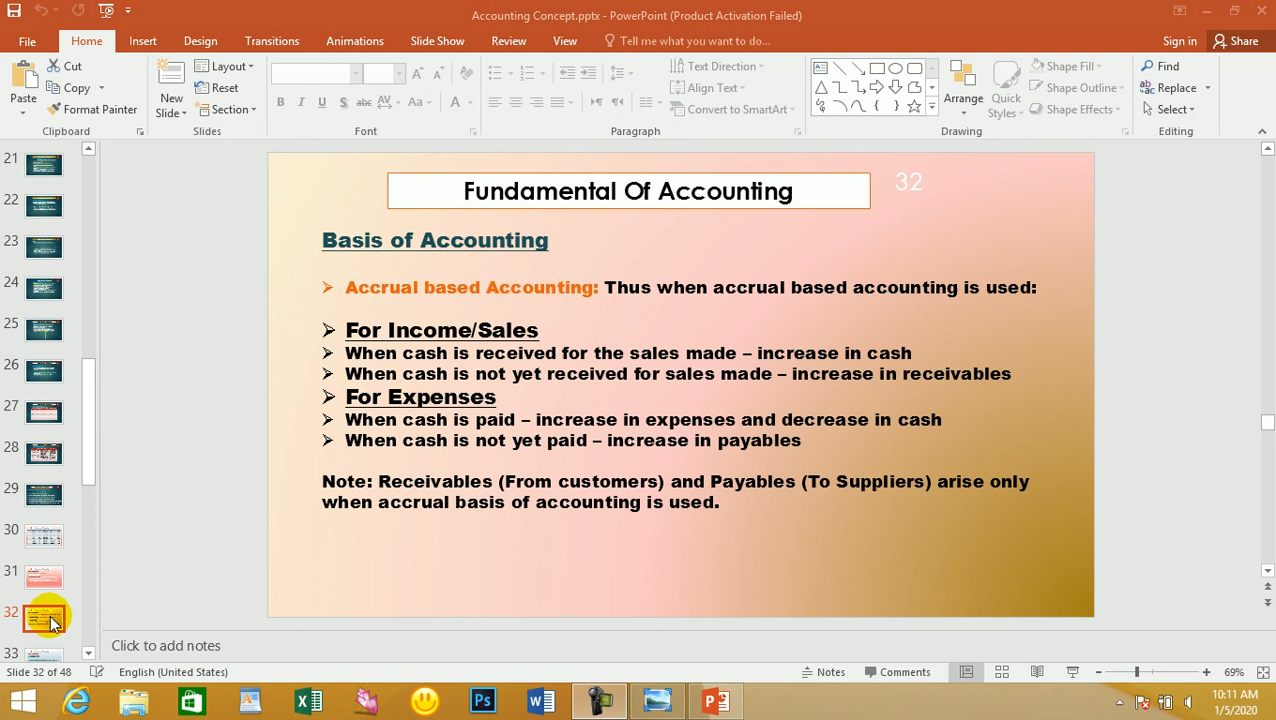 Accounting Concept.pptx - PowerPoint (Product Activation Failed)
File Home Insert Design Transitions Animations Slide Show Review View Tell me what you want to do... Sign in Share
Cut Layout Text Direction Shape Fill Find
Copy Reset Align Text Shape Outline Replace
Paste Format Painter New Slide Section B I U S abc AV Aa A Convert to SmartArt Arrange Quick Styles Shape Effects Select
Clipboard Slides Font Paragraph Drawing Editing
21
22
23
24
25
26
27
28
29
30
31
32
33
Fundamental Of Accounting 32
Basis of Accounting
Accrual based Accounting: Thus when accrual based accounting is used:
For Income/Sales
When cash is received for the sales made – increase in cash
When cash is not yet received for sales made – increase in receivables
For Expenses
When cash is paid – increase in expenses and decrease in cash
When cash is not yet paid – increase in payables
Note: Receivables (From customers) and Payables (To Suppliers) arise only
when accrual basis of accounting is used.
Click to add notes
Slide 32 of 48 English (United States) Notes Comments 69%
Ps 10:11 AM
1/5/2020